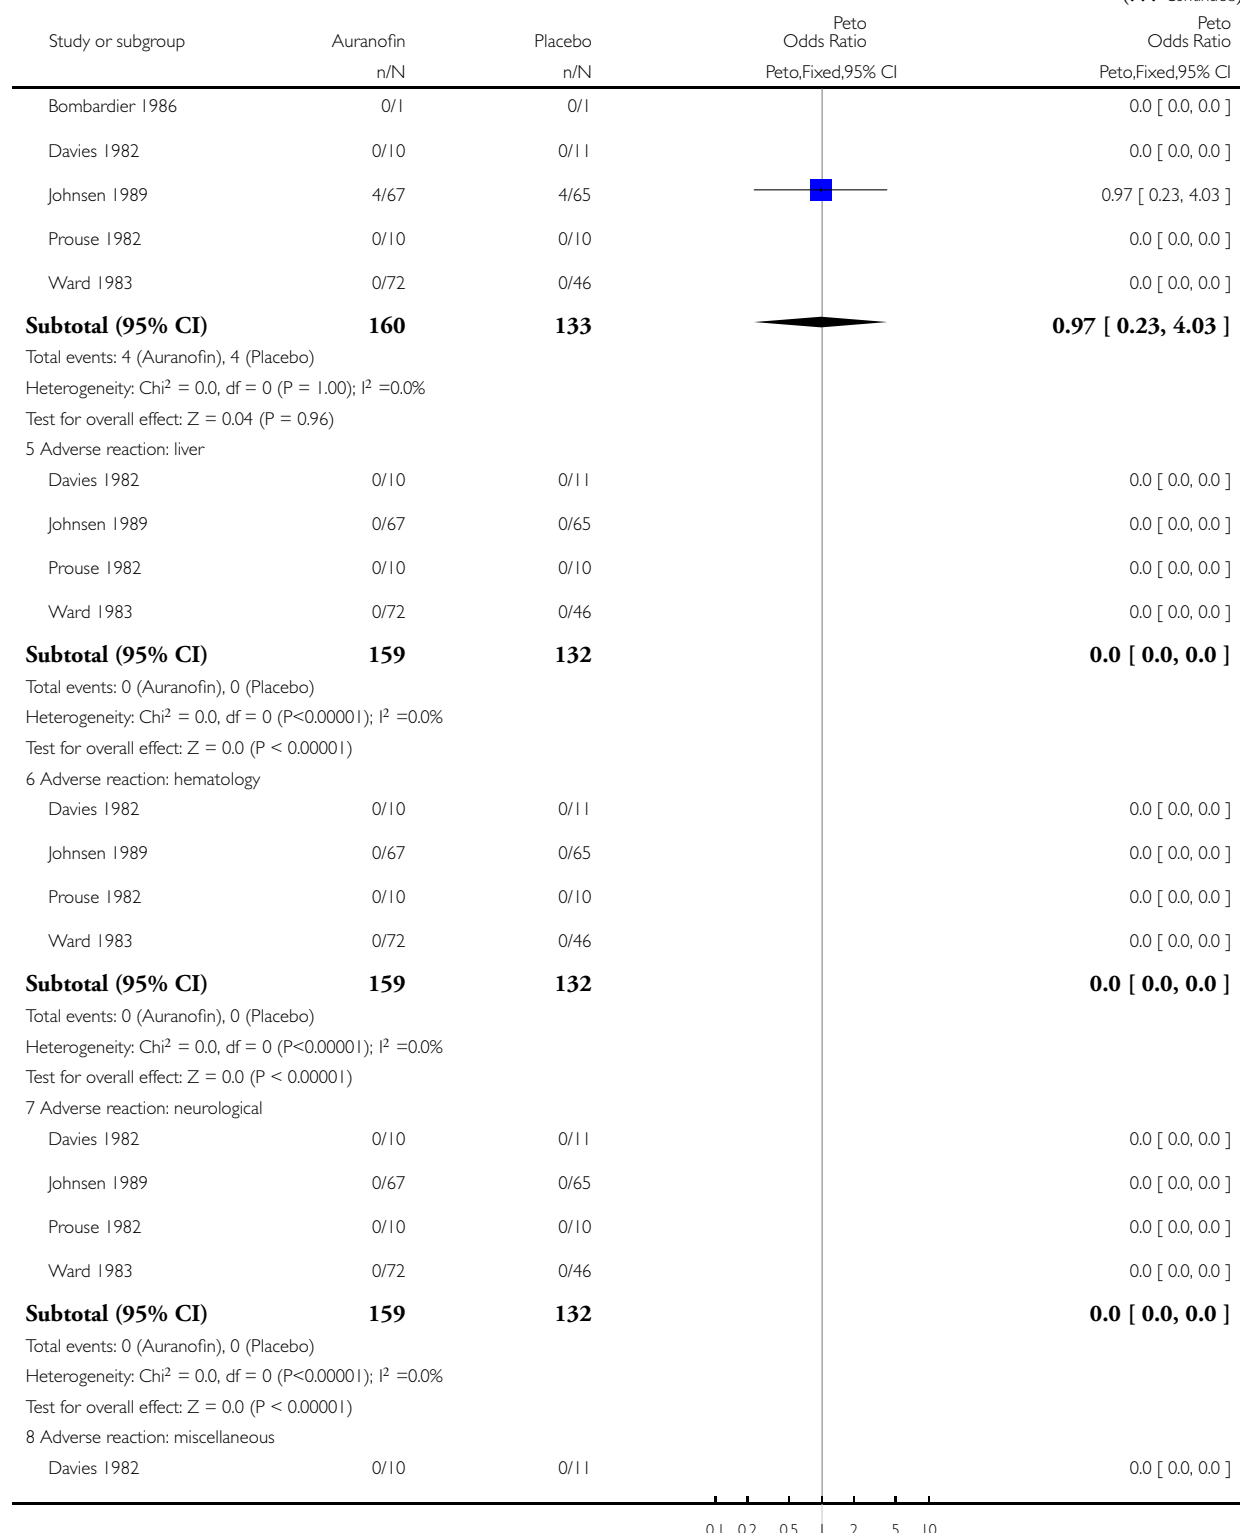 Peto Peto
Study or subgroup Auranofin Placebo Odds Ratio Odds Ratio
n/N n/N Peto,Fixed,95% CI Peto,Fixed,95% CI
Bombardier 1986 0/1 0/1 0.0 [ 0.0, 0.0 ]
Davies 1982 0/10 0/11 0.0 [ 0.0, 0.0 ]
Johnsen 1989 4/67 4/65 0.97 [ 0.23, 4.03 ]
Prouse 1982 0/10 0/10 0.0 [ 0.0, 0.0 ]
Ward 1983 0/72 0/46 0.0 [ 0.0, 0.0 ]
Subtotal (95% CI) 160 133 0.97 [ 0.23, 4.03 ]
Total events: 4 (Auranofin), 4 (Placebo)
Heterogeneity: Chi² = 0.0, df = 0 (P = 1.00); I² =0.0%
Test for overall effect: Z = 0.04 (P = 0.96)
5 Adverse reaction: liver
Davies 1982 0/10 0/11 0.0 [ 0.0, 0.0 ]
Johnsen 1989 0/67 0/65 0.0 [ 0.0, 0.0 ]
Prouse 1982 0/10 0/10 0.0 [ 0.0, 0.0 ]
Ward 1983 0/72 0/46 0.0 [ 0.0, 0.0 ]
Subtotal (95% CI) 159 132 0.0 [ 0.0, 0.0 ]
Total events: 0 (Auranofin), 0 (Placebo)
Heterogeneity: Chi² = 0.0, df = 0 (P<0.00001); I² =0.0%
Test for overall effect: Z = 0.0 (P < 0.00001)
6 Adverse reaction: hematology
Davies 1982 0/10 0/11 0.0 [ 0.0, 0.0 ]
Johnsen 1989 0/67 0/65 0.0 [ 0.0, 0.0 ]
Prouse 1982 0/10 0/10 0.0 [ 0.0, 0.0 ]
Ward 1983 0/72 0/46 0.0 [ 0.0, 0.0 ]
Subtotal (95% CI) 159 132 0.0 [ 0.0, 0.0 ]
Total events: 0 (Auranofin), 0 (Placebo)
Heterogeneity: Chi² = 0.0, df = 0 (P<0.00001); I² =0.0%
Test for overall effect: Z = 0.0 (P < 0.00001)
7 Adverse reaction: neurological
Davies 1982 0/10 0/11 0.0 [ 0.0, 0.0 ]
Johnsen 1989 0/67 0/65 0.0 [ 0.0, 0.0 ]
Prouse 1982 0/10 0/10 0.0 [ 0.0, 0.0 ]
Ward 1983 0/72 0/46 0.0 [ 0.0, 0.0 ]
Subtotal (95% CI) 159 132 0.0 [ 0.0, 0.0 ]
Total events: 0 (Auranofin), 0 (Placebo)
Heterogeneity: Chi² = 0.0, df = 0 (P<0.00001); I² =0.0%
Test for overall effect: Z = 0.0 (P < 0.00001)
8 Adverse reaction: miscellaneous
Davies 1982 0/10 0/11 0.0 [ 0.0, 0.0 ]
0.1 0.2 0.5 1 2 5 10